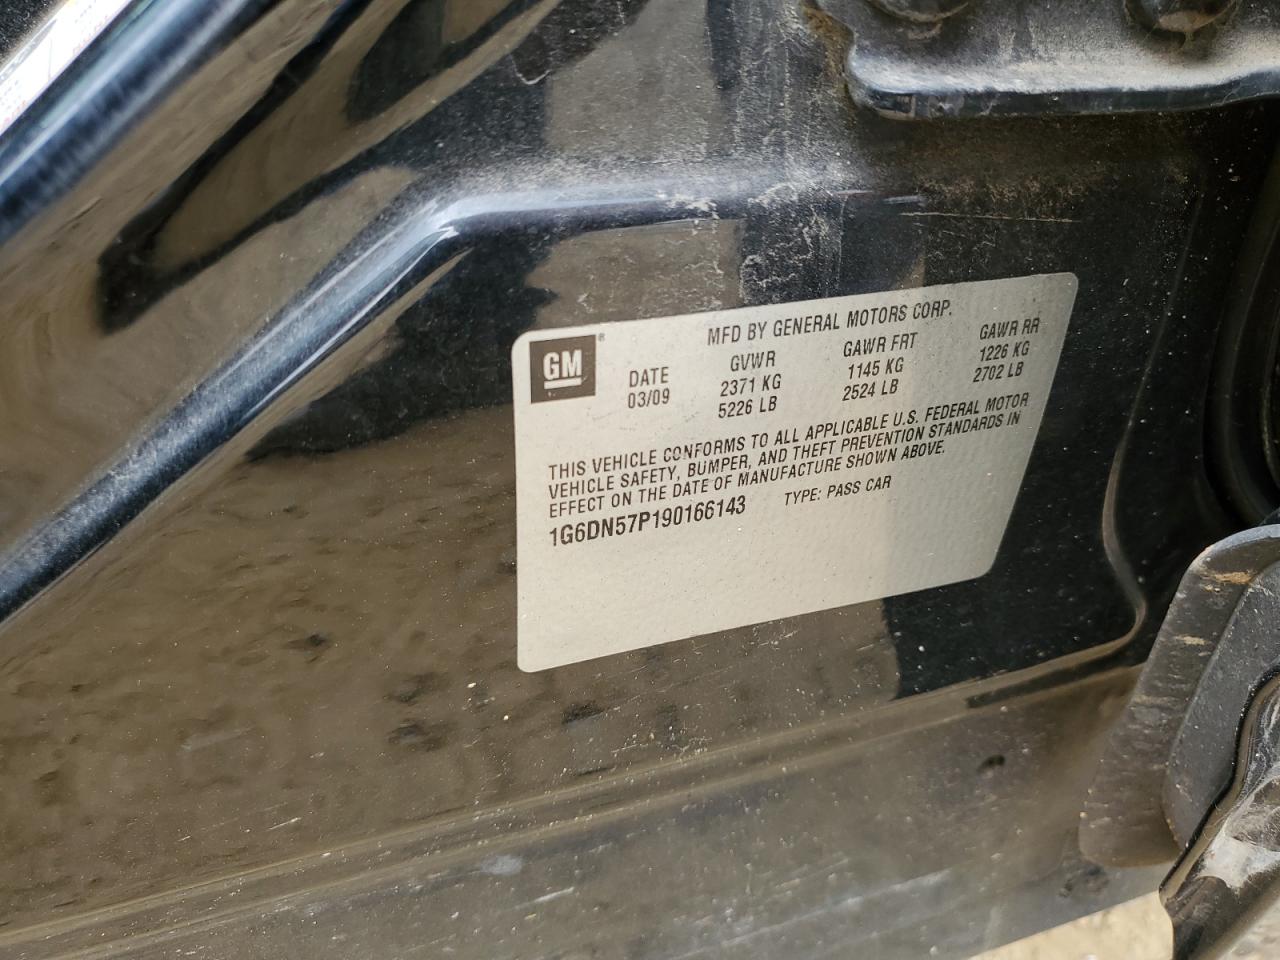 GM®
MFD BY GENERAL MOTORS CORP.
DATE GVWR GAWR FRT GAWR RR
03/09 2371 KG 1145 KG 1226 KG
5226 LB 2524 LB 2702 LB
THIS VEHICLE CONFORMS TO ALL APPLICABLE U.S. FEDERAL MOTOR
VEHICLE SAFETY, BUMPER, AND THEFT PREVENTION STANDARDS IN
EFFECT ON THE DATE OF MANUFACTURE SHOWN ABOVE.
1G6DN57P190166143 TYPE: PASS CAR